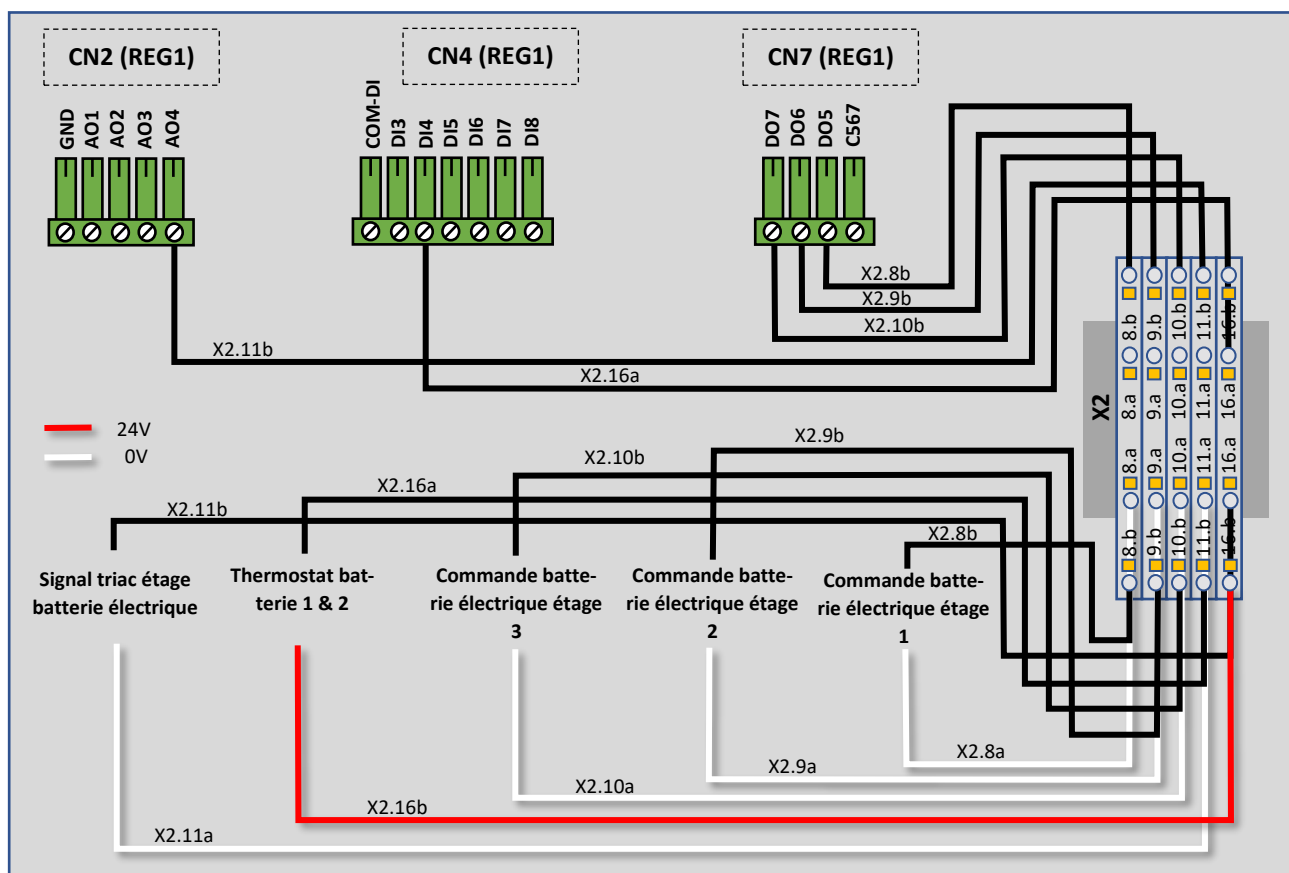 CN2 (REG1)
CN4 (REG1)
CN7 (REG1)
GND
AO1
AO2
AO3
AO4
COM-DI
DI3
DI4
DI5
DI6
DI7
DI8
DO7
DO6
DO5
C567
X2.8b
X2.9b
X2.10b
X2.11b
X2.16a
8.b
9.b
10.b
11.b
16.b
X2
8.a
9.a
10.a
11.a
16.a
8.a
9.a
10.a
11.a
16.a
8.b
9.b
10.b
11.b
16.b
24V
0V
X2.9b
X2.10b
X2.16a
X2.11b
X2.8b
Signal triac étage
batterie électrique
Thermostat bat-
terie 1 & 2
Commande batte-
rie électrique étage
3
Commande batte-
rie électrique étage
2
Commande batte-
rie électrique étage
1
X2.8a
X2.9a
X2.10a
X2.16b
X2.11a